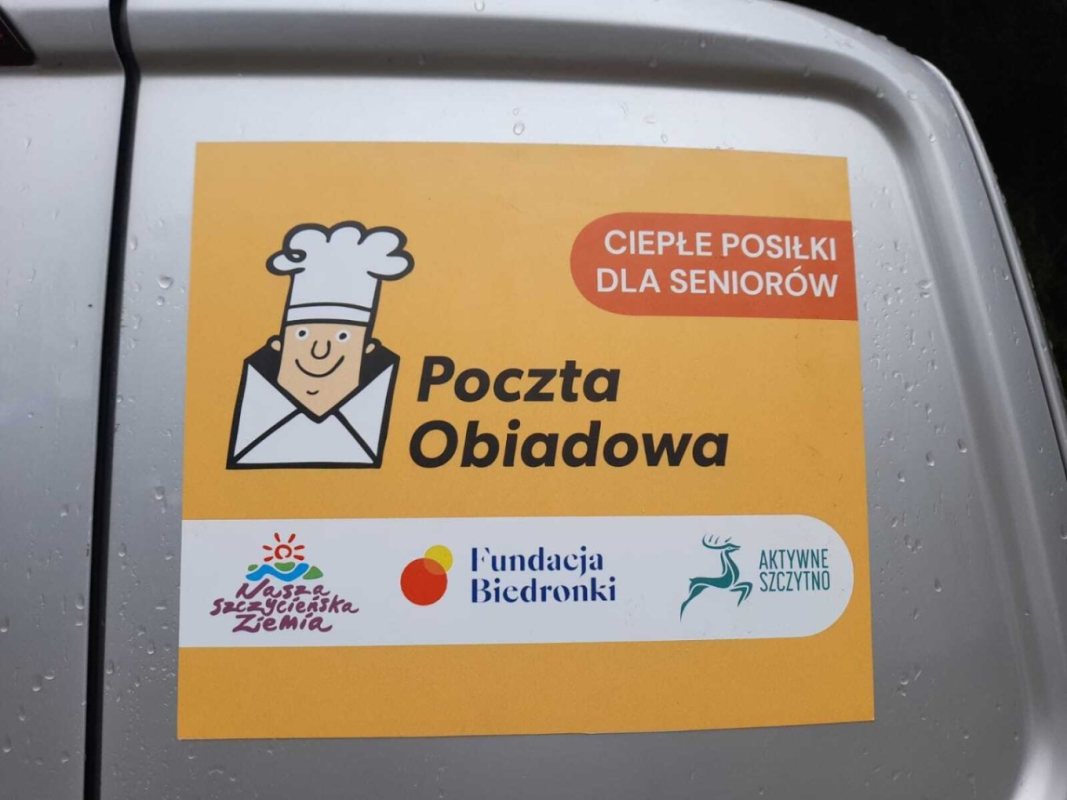 CIEPŁE POSIŁKI
DLA SENIORÓW
Poczta
Obiadowa
Nasza
szczycieńska
Ziemia
Fundacja
Biedronki
AKTYWNE
SZCZYTNO